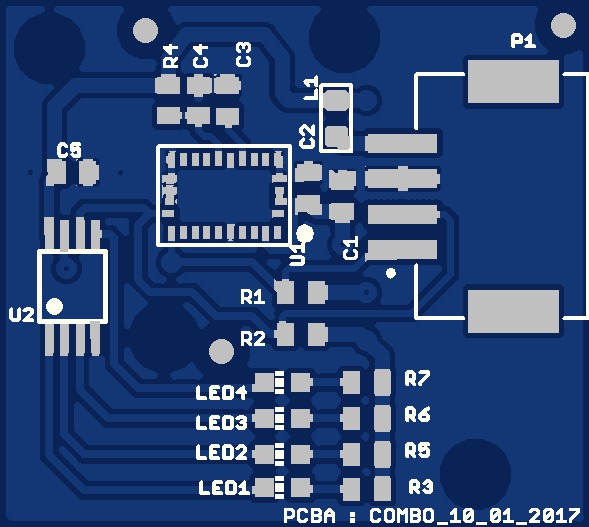 P1
R4
C4
C3
L1
C2
C5
U1
C1
R1
U2
R2
R7
LED4
R6
LED3
R5
LED2
R3
LED1
PCBA : COMBO_10_01_2017